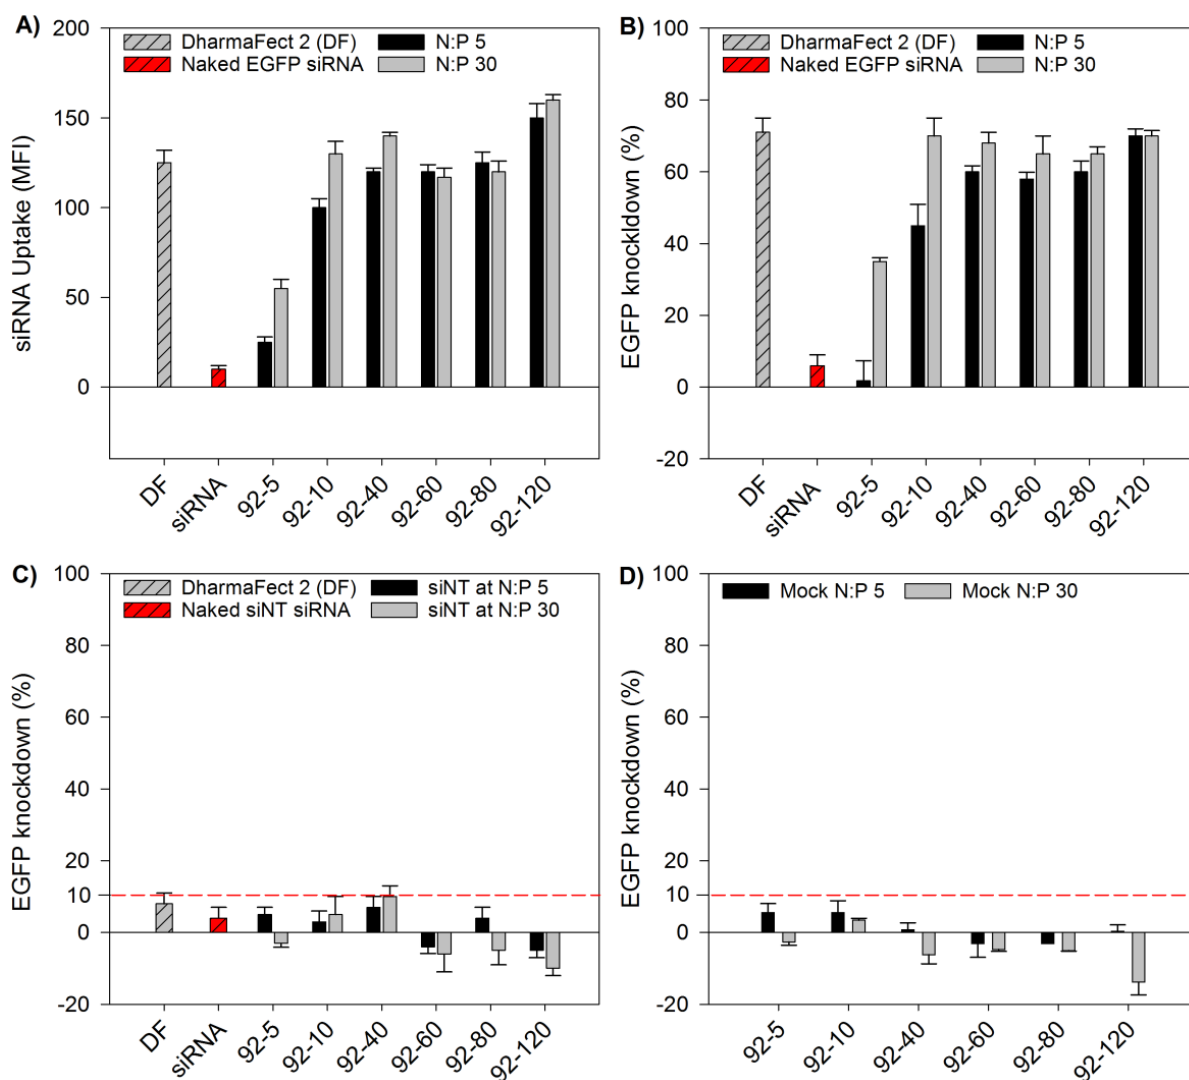 A)
200
150
100
50
0
siRNA Uptake (MFI)
DharmaFect 2 (DF)
N:P 5
Naked EGFP siRNA
N:P 30
DF
siRNA
92-5
92-10
92-40
92-60
92-80
92-120
B)
100
80
60
40
20
0
-20
EGFP knockldown (%)
DharmaFect 2 (DF)
N:P 5
Naked EGFP siRNA
N:P 30
DF
siRNA
92-5
92-10
92-40
92-60
92-80
92-120
C)
100
80
60
40
20
10
0
-20
EGFP knockdown (%)
DharmaFect 2 (DF)
siNT at N:P 5
Naked siNT siRNA
siNT at N:P 30
DF
siRNA
92-5
92-10
92-40
92-60
92-80
92-120
D)
100
80
60
40
20
10
0
-20
EGFP knockdown (%)
Mock N:P 5
Mock N:P 30
92-5
92-10
92-40
92-60
92-80
92-120